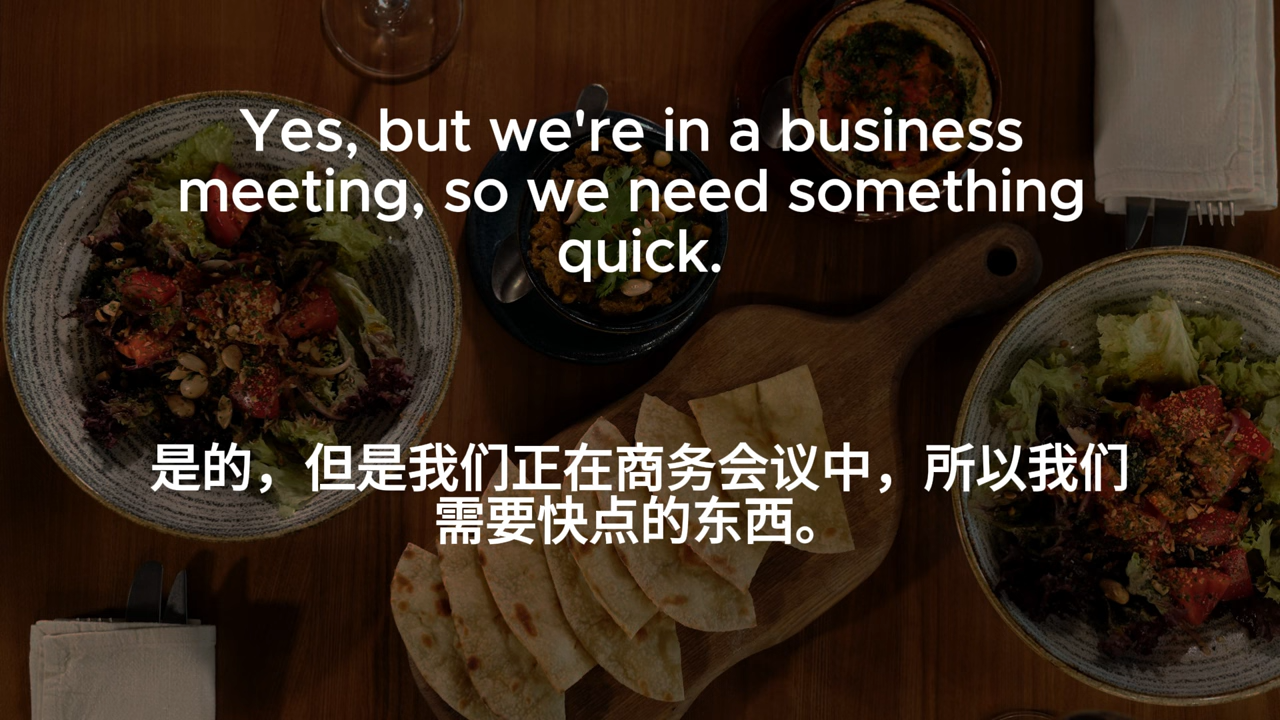 Yes, but we're in a business
meeting, so we need something
quick.
是的，但是我们正在商务会议中，所以我们
需要快点的东西。